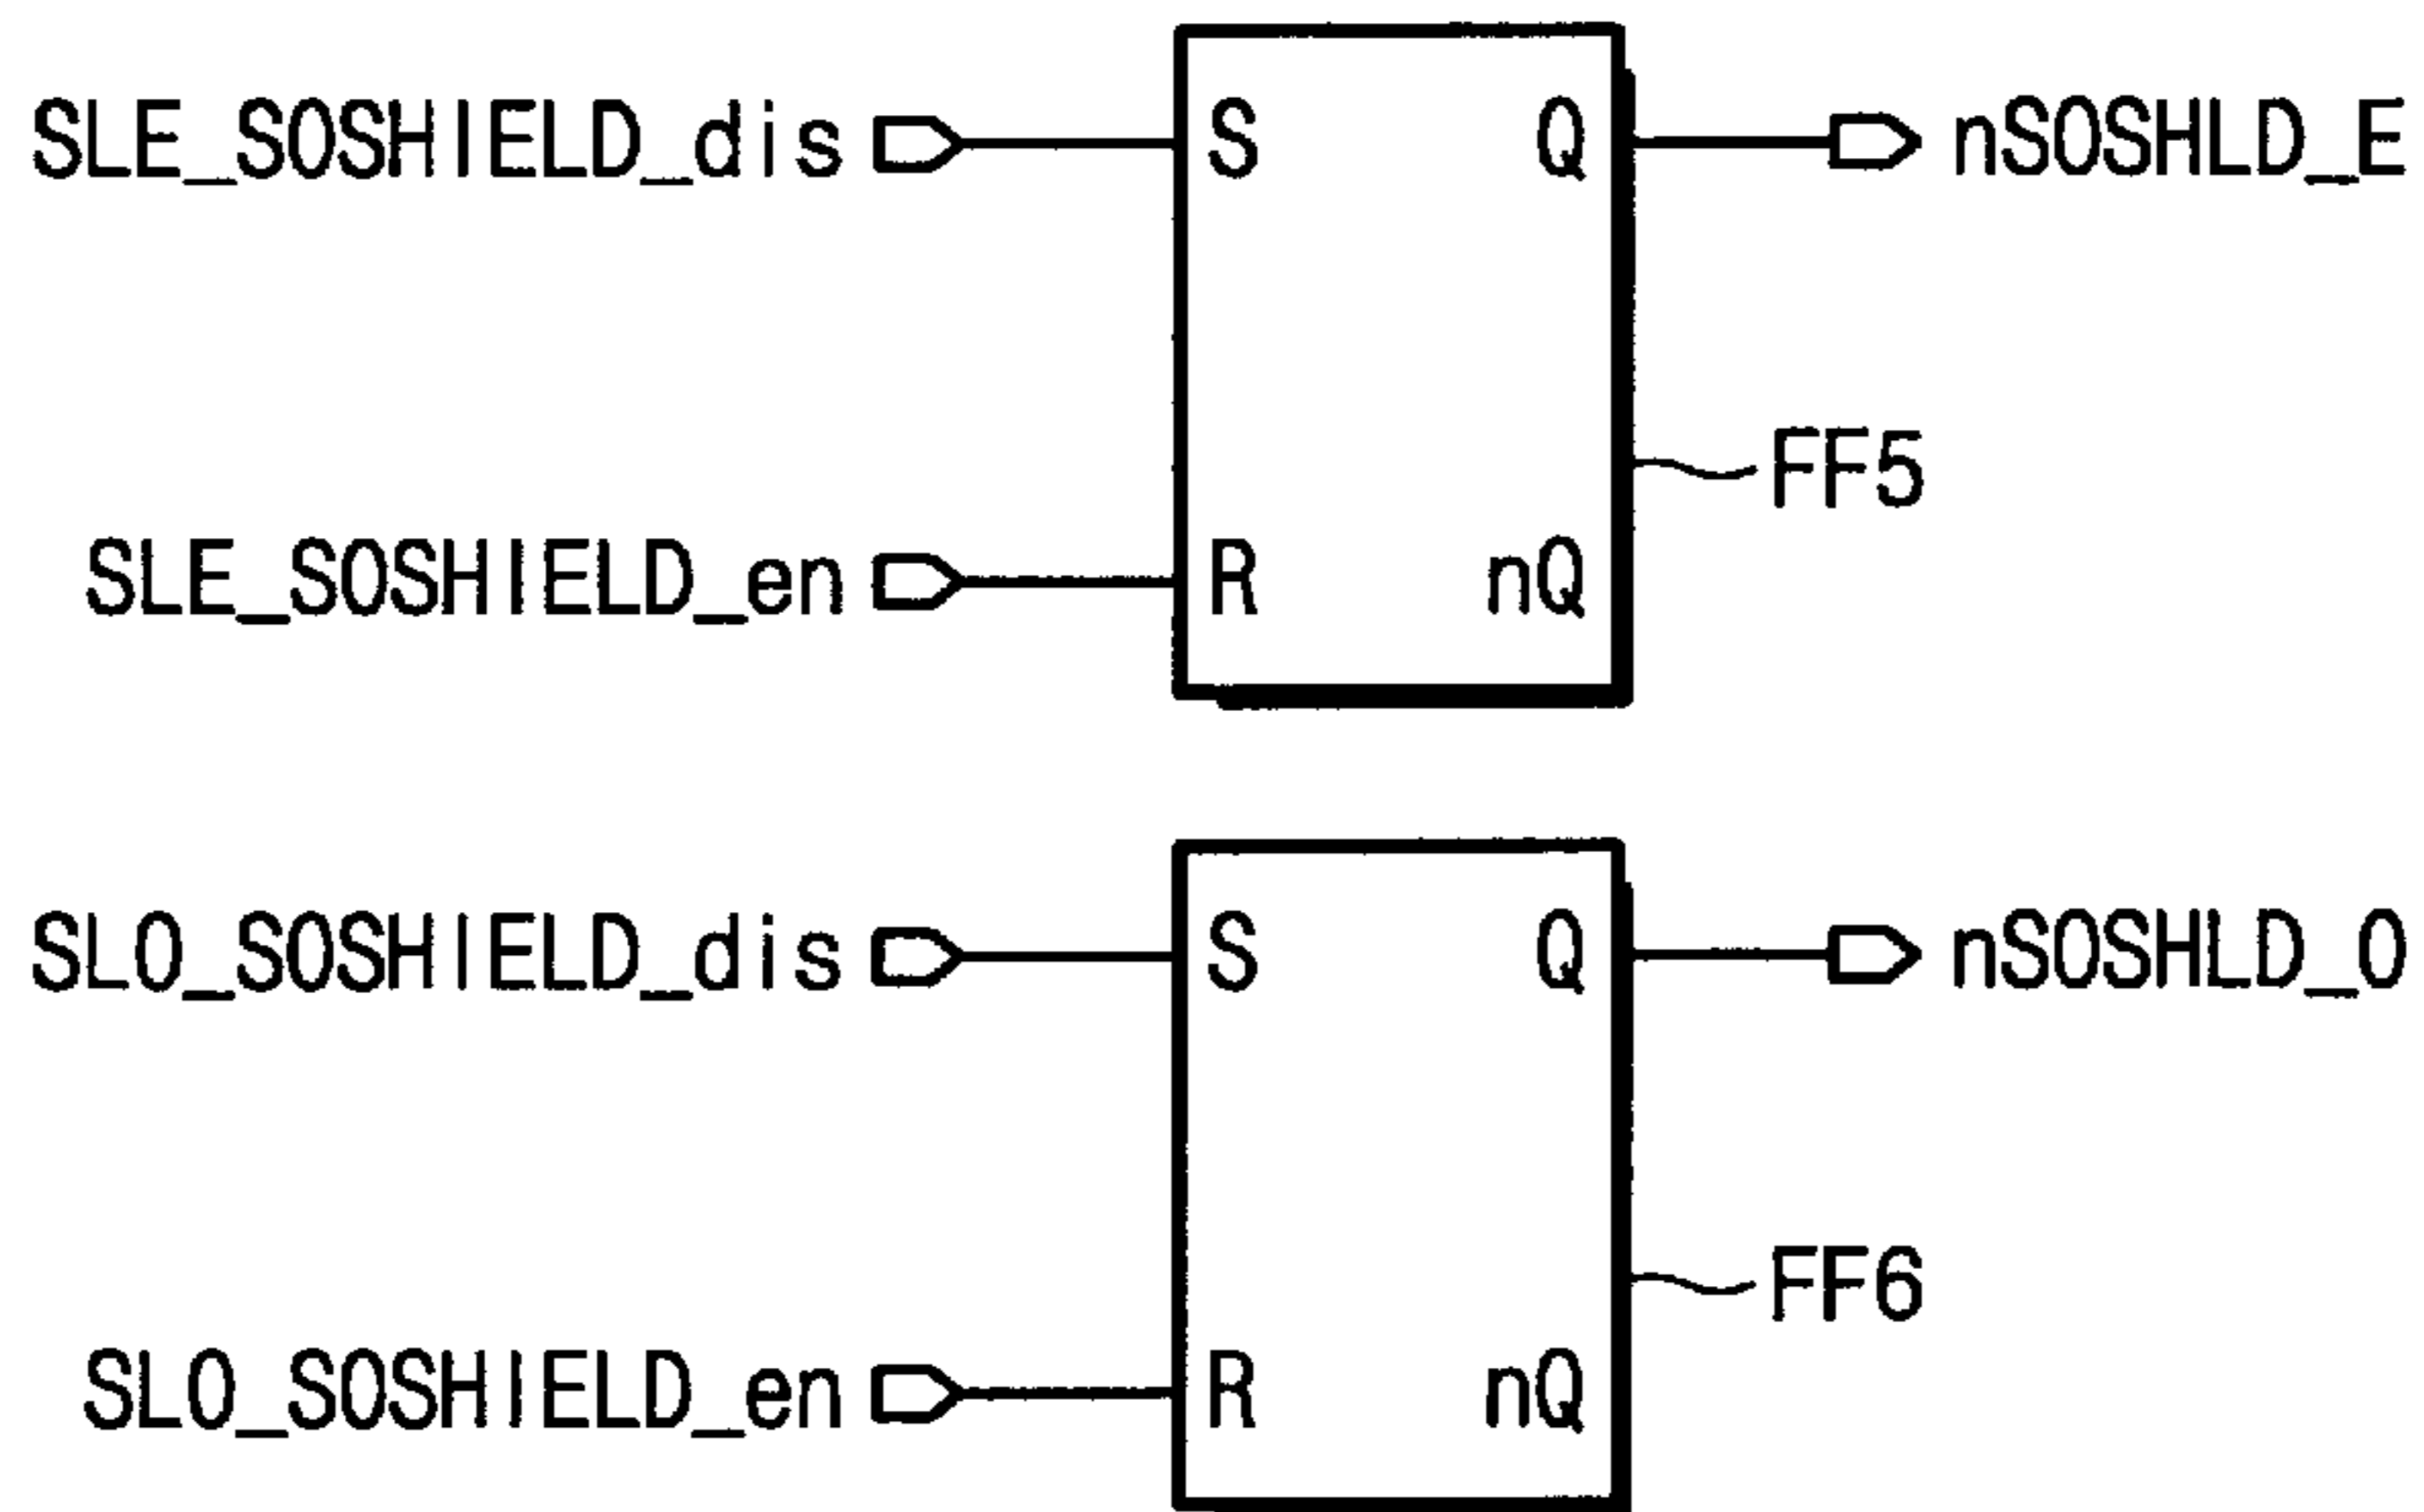 SLE_SOSHIELD_dis S Q nSOSHLD_E
FF5
SLE_SOSHIELD_en R nQ
SLO_SOSHIELD_dis S Q nSOSHLD_O
FF6
SLO_SOSHIELD_en R nQ